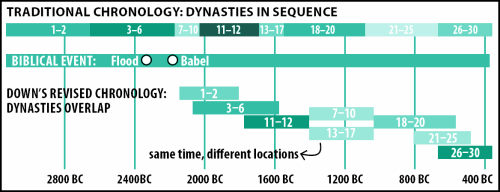 TRADITIONAL CHRONOLOGY: DYNASTIES IN SEQUENCE
1–2 3–6 7–10 11–12 13–17 18–20 21–25 26–30
BIBLICAL EVENT: Flood Babel
DOWN'S REVISED CHRONOLOGY:
DYNASTIES OVERLAP
1–2
3–6
7–10
11–12 18–20
13–17 21–25
same time, different locations 26–30
2800 BC 2400 BC 2000 BC 1600 BC 1200 BC 800 BC 400 BC